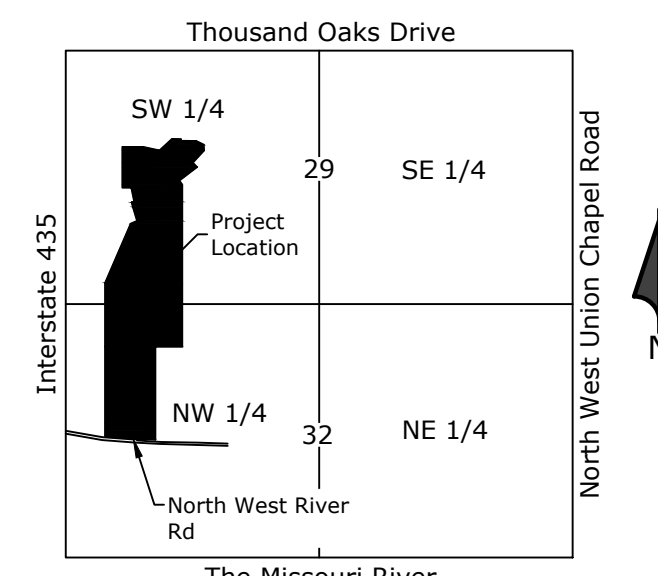 Thousand Oaks Drive
SW 1/4
29
SE 1/4
Project
Location
Interstate 435
North West Union Chapel Road
N
NW 1/4
32
NE 1/4
North West River
Rd
The Missouri River